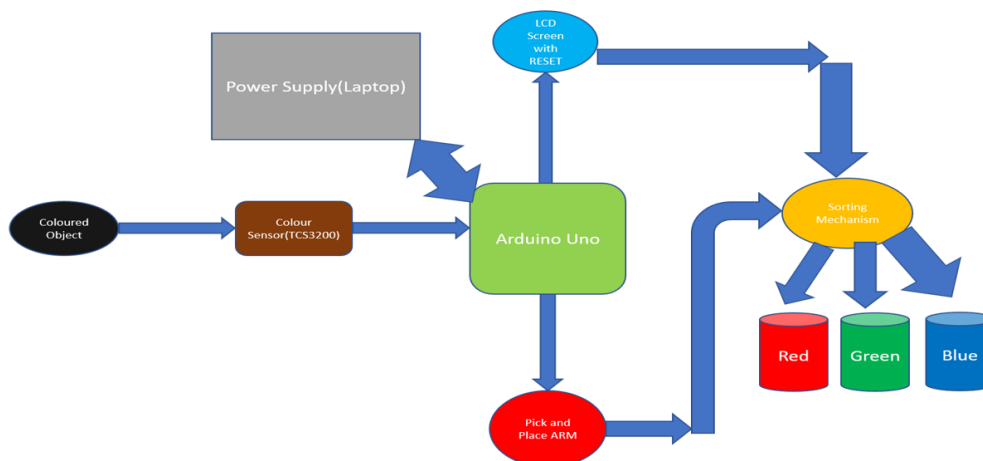 LCD
Screen
with
RESET
Power Supply(Laptop)
Coloured
Object
Colour
Sensor(TCS3200)
Arduino Uno
Sorting
Mechanism
Red
Green
Blue
Pick and
Place ARM